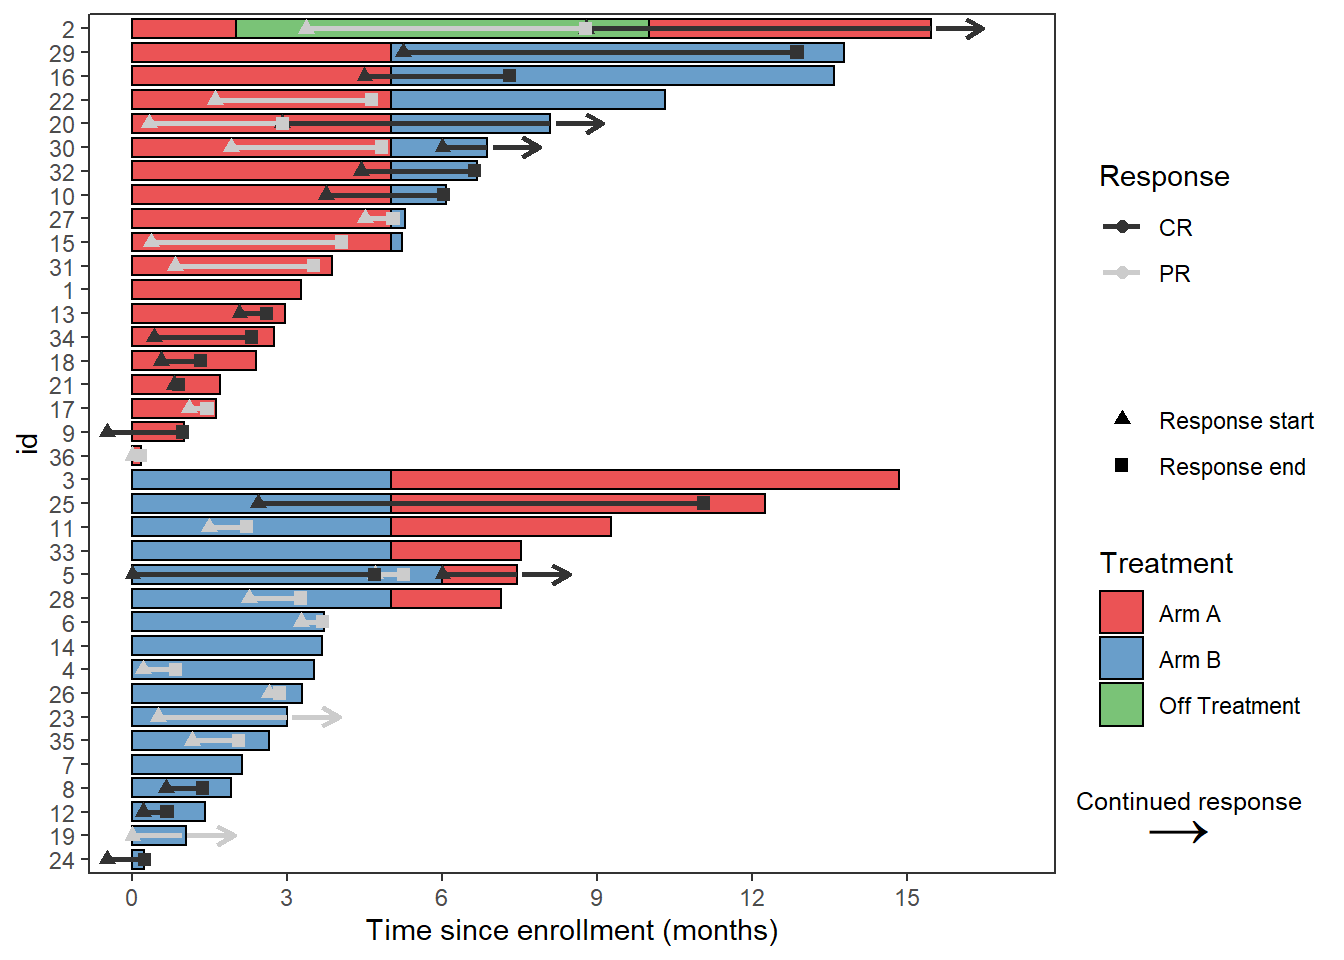 2
29
16
22
20
30
32
10
27
15
31
1
13
34
18
21
17
9
36
3
25
11
33
5
28
6
14
4
26
23
35
7
8
12
19
24
id
0 3 6 9 12 15
Time since enrollment (months)
Response
CR
PR
Response start
Response end
Treatment
Arm A
Arm B
Off Treatment
Continued response